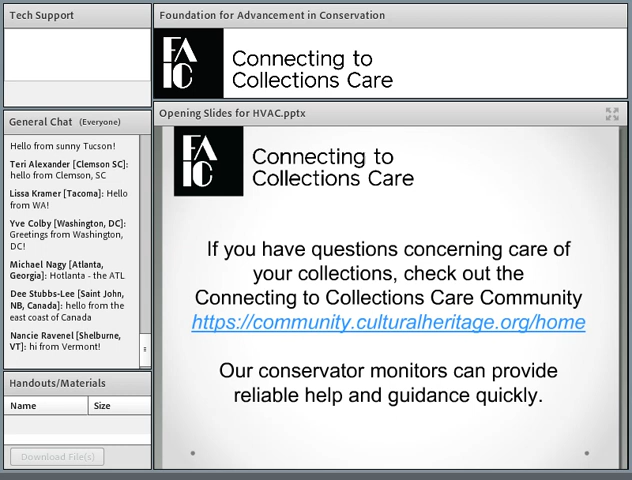 Tech Support
General Chat (Everyone)
Hello from sunny Tucson!
Teri Alexander [Clemson SC]:
hello from Clemson, SC
Lissa Kramer [Tacoma]: Hello
from WA!
Yve Colby [Washington, DC]:
Greetings from Washington,
DC!
Michael Nagy [Atlanta,
Georgia]: Hotlanta - the ATL
Dee Stubbs-Lee [Saint John,
NB, Canada]: hello from the
east coast of Canada
Nancie Ravenel [Shelburne,
VT]: hi from Vermont!
Handouts/Materials
Name Size
Download File(s)
Foundation for Advancement in Conservation
FA
IC
Connecting to
Collections Care
Opening Slides for HVAC.pptx
FA
IC
Connecting to
Collections Care
If you have questions concerning care of
your collections, check out the
Connecting to Collections Care Community
https://community.culturalheritage.org/home
Our conservator monitors can provide
reliable help and guidance quickly.